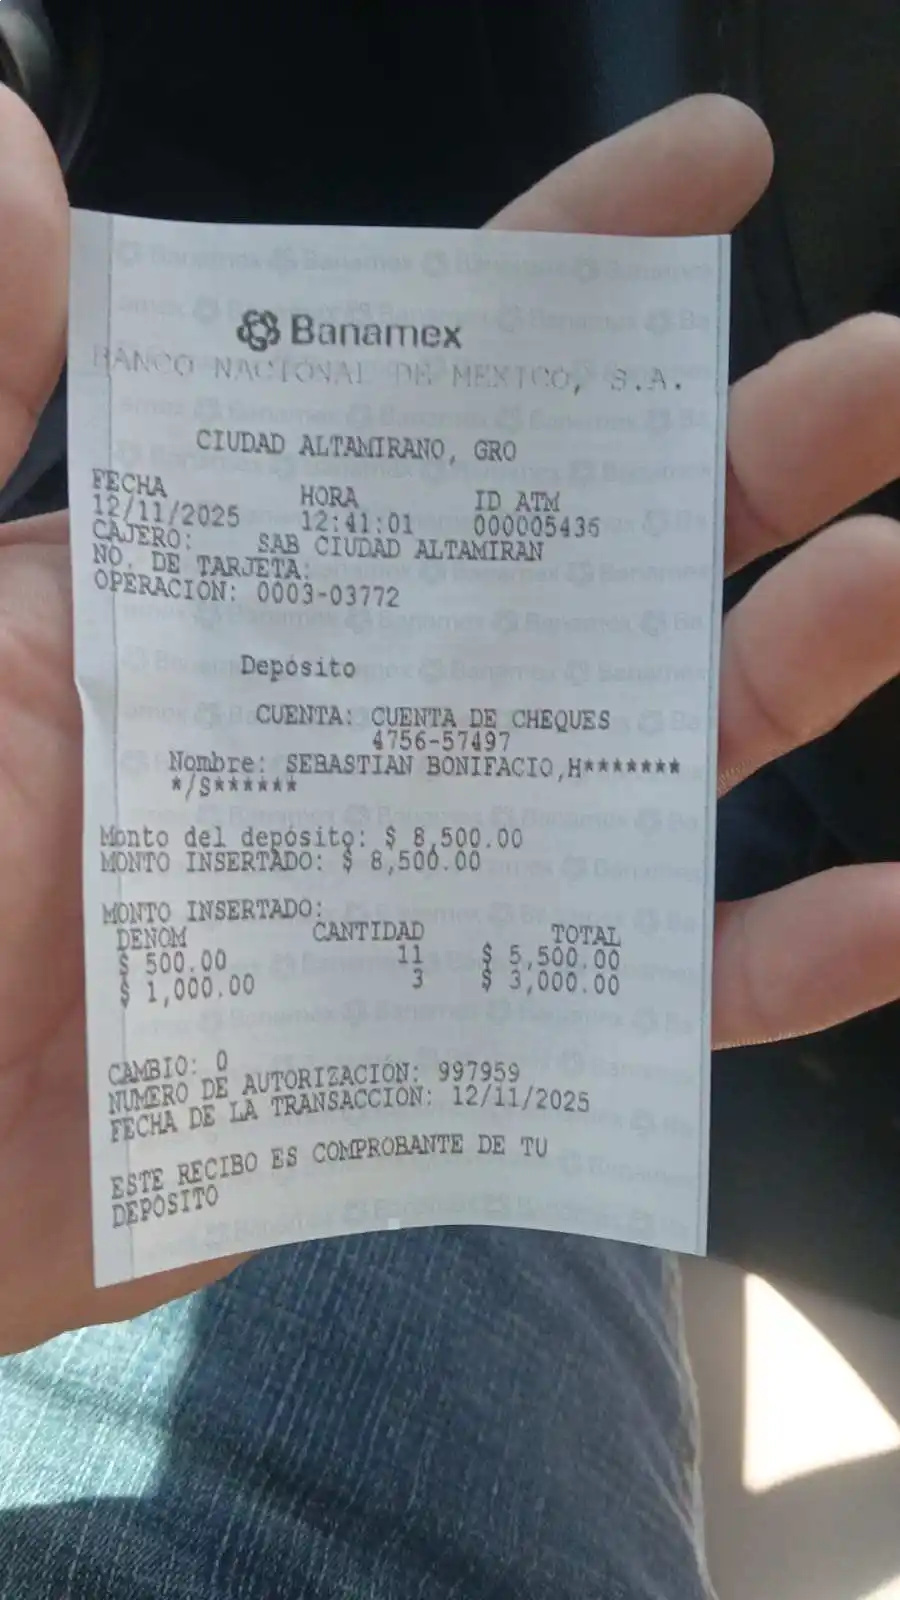 Banamex
BANCO NACIONAL DE MEXICO, S.A.
CIUDAD ALTAMIRANO, GRO
FECHA HORA ID ATM
12/11/2025 12:41:01 000005436
CAJERO: SAB CIUDAD ALTAMIRAN
NO. DE TARJETA:
OPERACION: 0003-03772
Depósito
CUENTA: CUENTA DE CHEQUES
4756-57497
Nombre: SEBASTIAN BONIFACIO,H*******
*/S******
Monto del depósito: $ 8,500.00
MONTO INSERTADO: $ 8,500.00
MONTO INSERTADO:
DENOM CANTIDAD TOTAL
$ 500.00 11 $ 5,500.00
$ 1,000.00 3 $ 3,000.00
CAMBIO: 0
NUMERO DE AUTORIZACIÓN: 997959
FECHA DE LA TRANSACCION: 12/11/2025
ESTE RECIBO ES COMPROBANTE DE TU
DEPOSITO